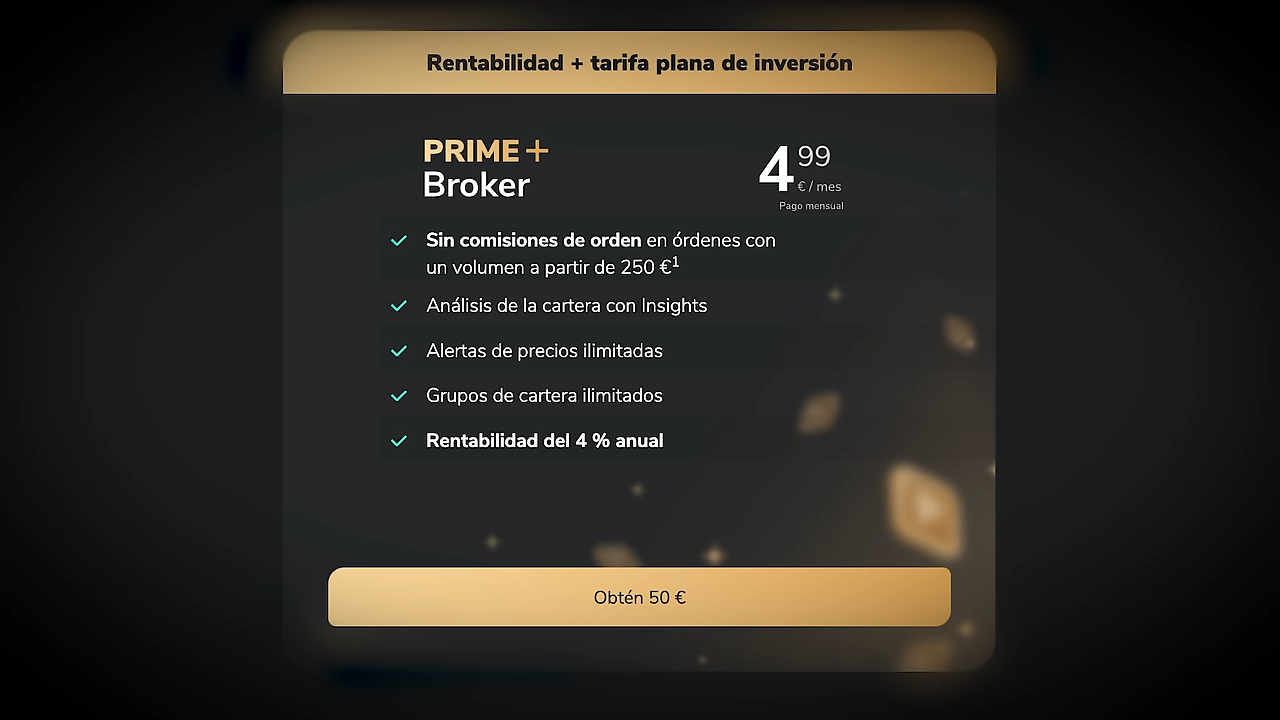 Rentabilidad + tarifa plana de inversión
PRIME+
Broker
4 99
€ / mes
Pago mensual
Sin comisiones de orden en órdenes con
un volumen a partir de 250 €1
Análisis de la cartera con Insights
Alertas de precios ilimitadas
Grupos de cartera ilimitados
Rentabilidad del 4 % anual
Obtén 50 €